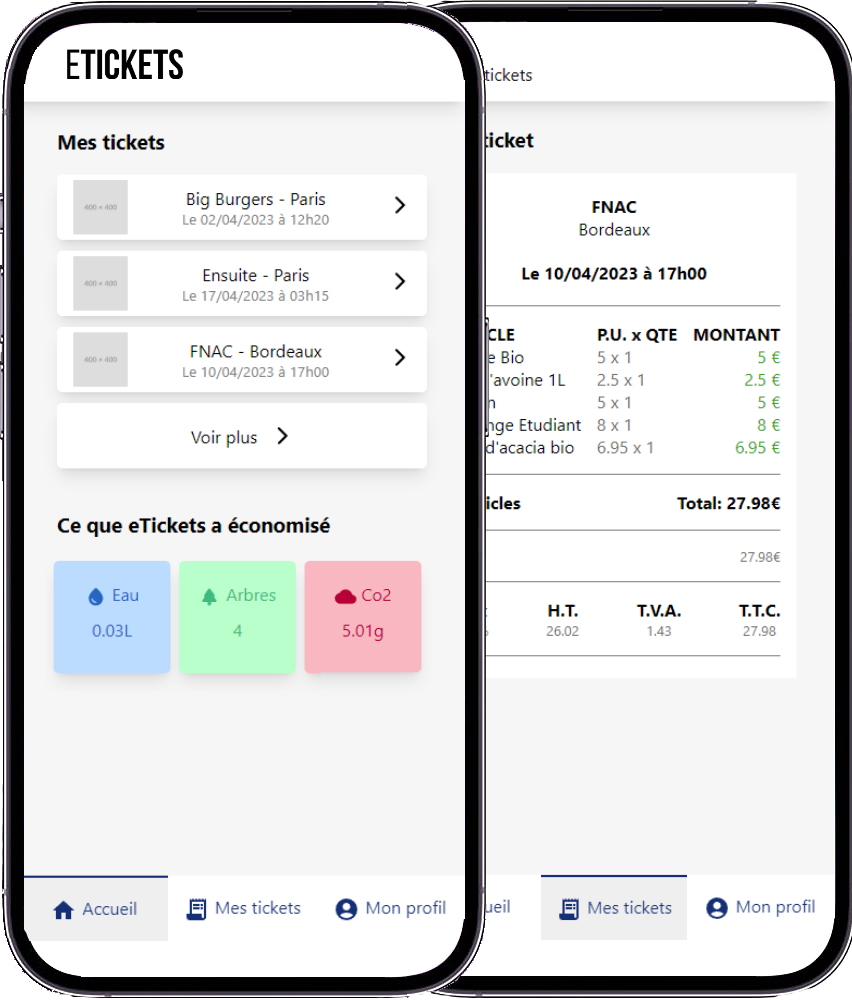 ETICKETS
Mes tickets
400 × 400
Big Burgers - Paris
Le 02/04/2023 à 12h20
400 × 400
Ensuite - Paris
Le 17/04/2023 à 03h15
400 × 400
FNAC - Bordeaux
Le 10/04/2023 à 17h00
Voir plus
Ce que eTickets a économisé
Eau
0.03L
Arbres
4
Co2
5.01g
Accueil Mes tickets Mon profil
tickets
ticket
FNAC
Bordeaux
Le 10/04/2023 à 17h00
CLE P.U. x QTE MONTANT
e Bio 5 x 1 5 €
'avoine 1L 2.5 x 1 2.5 €
5 x 1 5 €
nge Etudiant 8 x 1 8 €
d'acacia bio 6.95 x 1 6.95 €
icles Total: 27.98€
27.98€
H.T. T.V.A. T.T.C.
26.02 1.43 27.98
ueil Mes tickets Mon profil